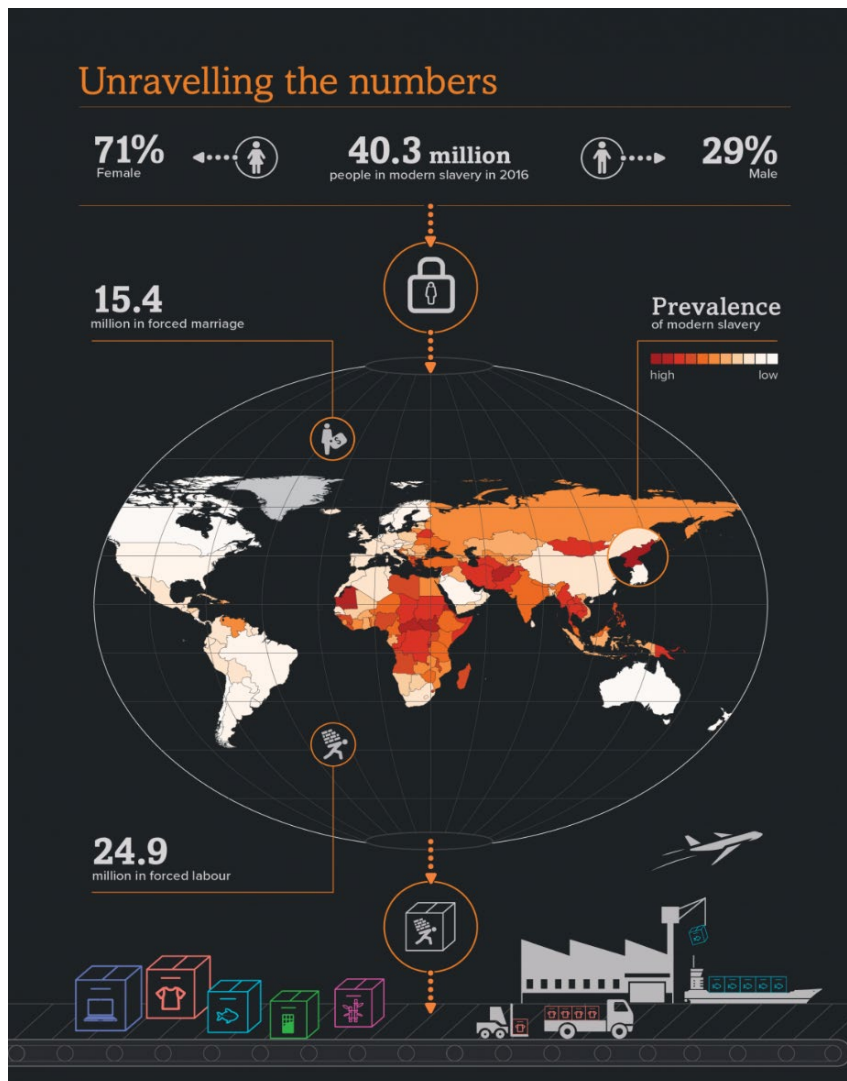 Unravelling the numbers
71%
Female
40.3 million
people in modern slavery in 2016
29%
Male
15.4
million in forced marriage
Prevalence
of modern slavery
high low
24.9
million in forced labour